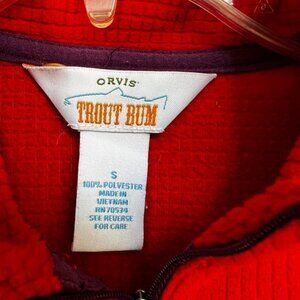 ORVIS
TROUT BUM
S
100% POLYESTER
MADE IN
VIETNAM
RN 70534
SEE REVERSE
FOR CARE